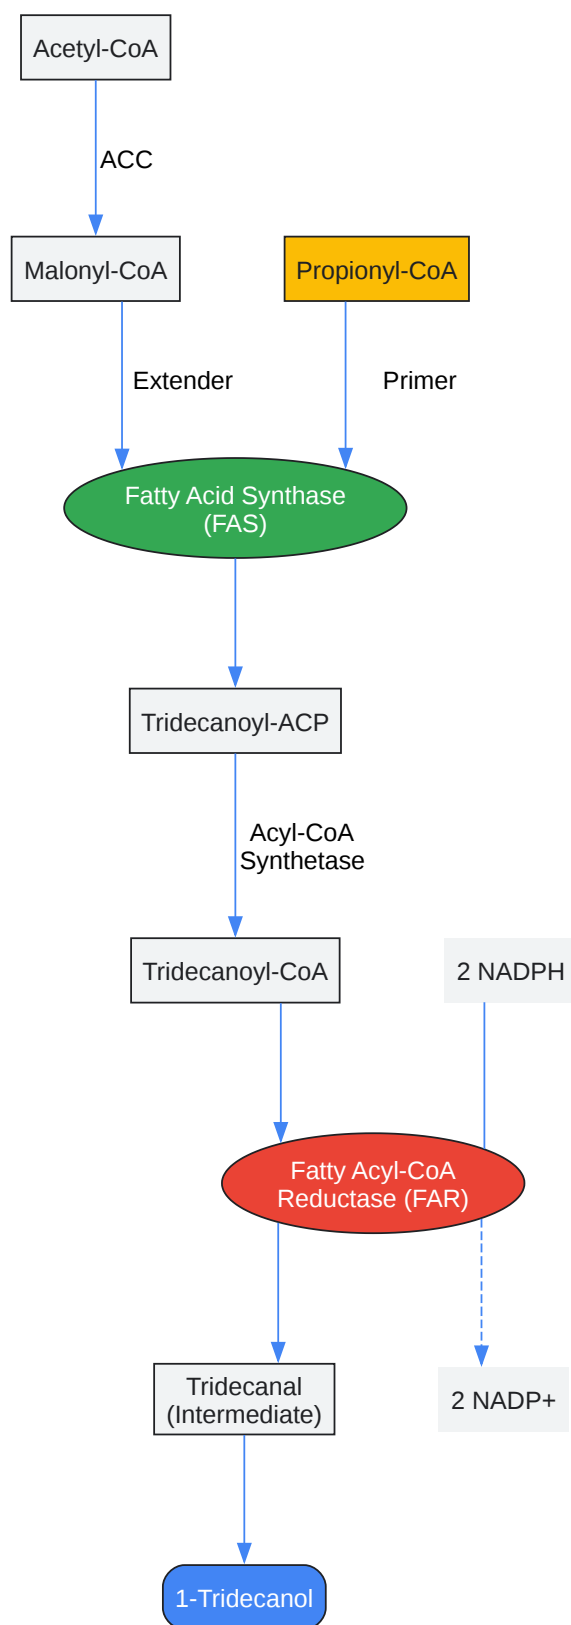 Acetyl-CoA
ACC
Malonyl-CoA
Propionyl-CoA
Extender
Primer
Fatty Acid Synthase
(FAS)
Tridecanoyl-ACP
Acyl-CoA
Synthetase
Tridecanoyl-CoA
2 NADPH
Fatty Acyl-CoA
Reductase (FAR)
Tridecanal
(Intermediate)
2 NADP+
1-Tridecanol